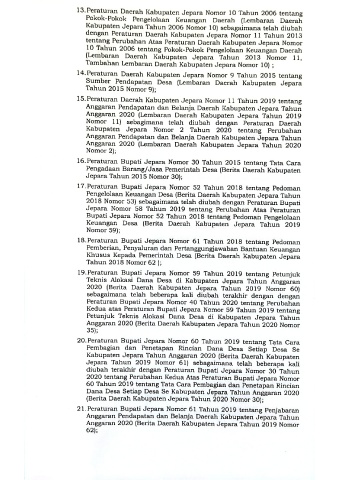 13.Peraturan Daerah Kabupaten Jepara Nomor 10 Tahun 2006 tentang
Pokok-Pokok Pengelolaan Keuangan Daerah (Lembaran Daerah
Kabupaten Jepara Tahun 2006 Nomor 10) sebagaimana telah diubah
dengan Peraturan Daerah Kabupaten Jepara Nomor 11 Tahun 2013
tentang Perubahan Atas Peraturan Daerah Kabupaten Jepara Nomor
10 Tahun 2006 tentang Pokok-Pokok Pengelolaan Keuangan Daerah
(Lembaran Daerah Kabupaten Jepara Tahun 2013 Nomor 11,
Tambahan Lembaran Daerah Kabupaten Jepara Nomor 10) ;
14.Peraturan Daerah Kabupaten Jepara Nomor 9 Tahun 2015 tentang
Sumber Pendapatan Desa (Lembaran Daerah Kabupaten Jepara
Tahun 2015 Nomor 9);
15.Peraturan Daerah Kabupaten Jepara Nomor 11 Tahun 2019 tentang
Anggaran Pendapatan dan Belanja Daerah Kabupaten Jepara Tahun
Anggaran 2020 (Lembaran Daerah Kabupaten Jepara Tahun 2019
Nomor 11) sebagaimana telah diubah dengan Peraturan Daerah
Kabupaten Jepara Nomor 2 Tahun 2020 tentang Perubahan
Anggaran Pendapatan dan Belanja Daerah Kabupaten Jepara Tahun
Anggaran 2020 (Lembaran Daerah Kabupaten Jepara Tahun 2020
Nomor 2);
16.Peraturan Bupati Jepara Nomor 30 Tahun 2015 tentang Tata Cara
Pengadaan Barang/Jasa Pemerintah Desa (Berita Daerah Kabupaten
Jepara Tahun 2015 Nomor 30);
17.Peraturan Bupati Jepara Nomor 52 Tahun 2018 tentang Pedoman
Pengelolaan Keuangan Desa (Berita Daerah Kabupaten Jepara Tahun
2018 Nomor 53) sebagaimana telah diubah dengan Peraturan Bupati
Jepara Nomor 58 Tahun 2019 tentang Perubahan Atas Peraturan
Bupati Jepara Nomor 52 Tahun 2018 tentang Pedoman Pengelolaan
Keuangan Desa (Berita Daerah Kabupaten Jepara Tahun 2019
Nomor 59);
18.Peraturan Bupati Jepara Nomor 61 Tahun 2018 tentang Pedoman
Pemberian, Penyaluran dan Pertanggungjawaban Bantuan Keuangan
Khusus Kepada Pemerintah Desa (Berita Daerah Kabupaten Jepara
Tahun 2018 Nomor 62 );
19.Peraturan Bupati Jepara Nomor 59 Tahun 2019 tentang Petunjuk
Teknis Alokasi Dana Desa di Kabupaten Jepara Tahun Anggaran
2020 (Berita Daerah Kabupaten Jepara Tahun 2019 Nomor 60)
sebagaimana telah beberapa kali diubah terakhir dengan dengan
Peraturan Bupati Jepara Nomor 40 Tahun 2020 tentang Perubahan
Kedua atas Peraturan Bupati Jepara Nomor 59 Tahun 2019 tentang
Petunjuk Teknis Alokasi Dana Desa di Kabupaten Jepara Tahun
Anggaran 2020 (Berita Daerah Kabupaten Jepara Tahun 2020 Nomor
35);
20.Peraturan Bupati Jepara Nomor 60 Tahun 2019 tentang Tata Cara
Pembagian dan Penetapan Rincian Dana Desa Setiap Desa Se
Kabupaten Jepara Tahun Anggaran 2020 (Berita Daerah Kabupaten
Jepara Tahun 2019 Nomor 61) sebagaimana telah beberapa kali
diubah terakhir dengan Peraturan Bupati Jepara Nomor 30 Tahun
2020 tentang Perubahan Kedua Atas Peraturan Bupati Jepara Nomor
60 Tahun 2019 tentang Tata Cara Pembagian dan Penetapan Rincian
Dana Desa Setiap Desa Se Kabupaten Jepara Tahun Anggaran 2020
(Berita Daerah Kabupaten Jepara Tahun 2020 Nomor 30);
21.Peraturan Bupati Jepara Nomor 61 Tahun 2019 tentang Penjabaran
Anggaran Pendapatan dan Belanja Daerah Kabupaten Jepara Tahun
Anggaran 2020 (Berita Daerah Kabupaten Jepara Tahun 2019 Nomor
62);